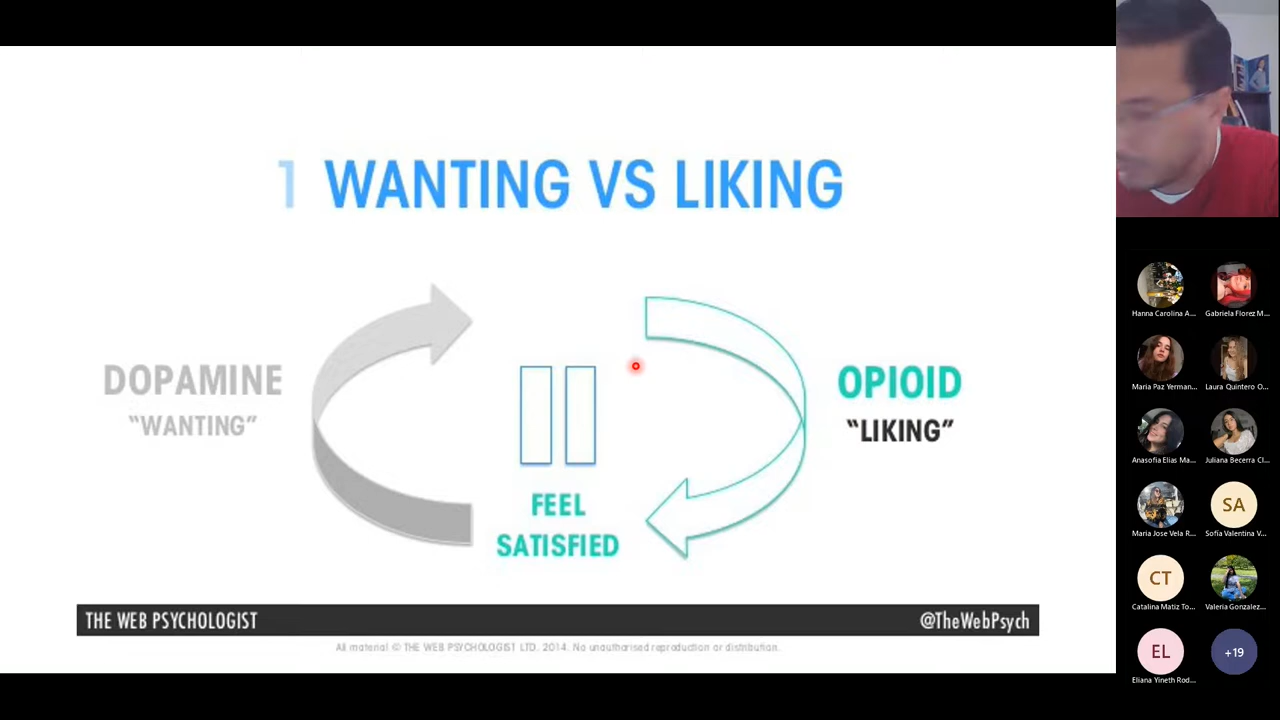 1 WANTING VS LIKING
DOPAMINE
“WANTING”
OPIOID
“LIKING”
FEEL
SATISFIED
THE WEB PSYCHOLOGIST
@TheWebPsych
All material © THE WEB PSYCHOLOGIST LTD. 2014. No unauthorised reproduction or distribution.
Hanna Carolina A...
Gabriela Florez M...
Maria Paz Yerman...
Laura Quintero O...
Anasofia Elias Ma...
Juliana Becerra Cl...
Maria Jose Vela R...
SA
Sofía Valentina V...
CT
Catalina Matiz To...
Valeria Gonzalez...
EL
Eliana Yineth Rod...
+19